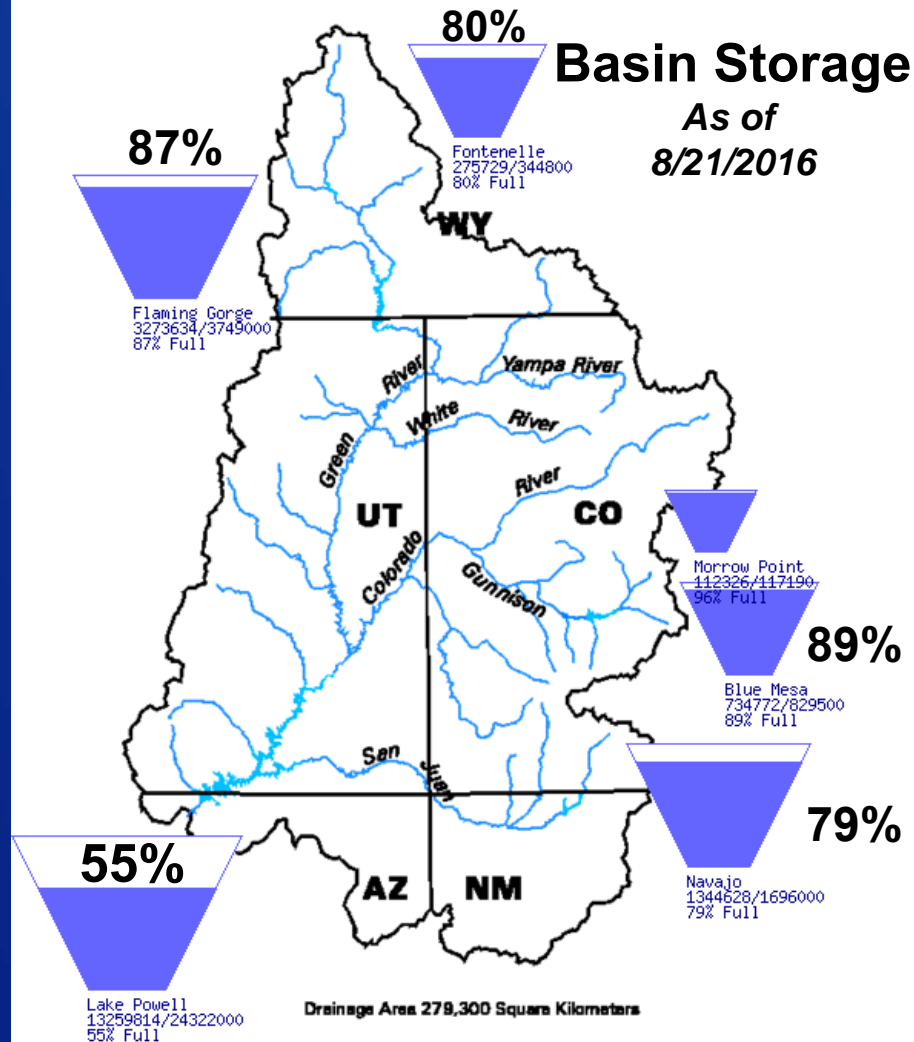 80%
Basin Storage
As of
8/21/2016
Fontenelle
275729/344800
80% Full
87%
Flaming Gorge
3273634/3749000
87% Full
WY
Yampa River
River
White
River
Green
River
UT
CO
Colorado
Gunnison
Morrow Point
112326/117190
96% Full
89%
Blue Mesa
734772/829500
89% Full
San
Juan
79%
Navajo
1344628/1696000
79% Full
55%
AZ
NM
Lake Powell
13259814/24322000
55% Full
Drainage Area 279,300 Square Kilometers